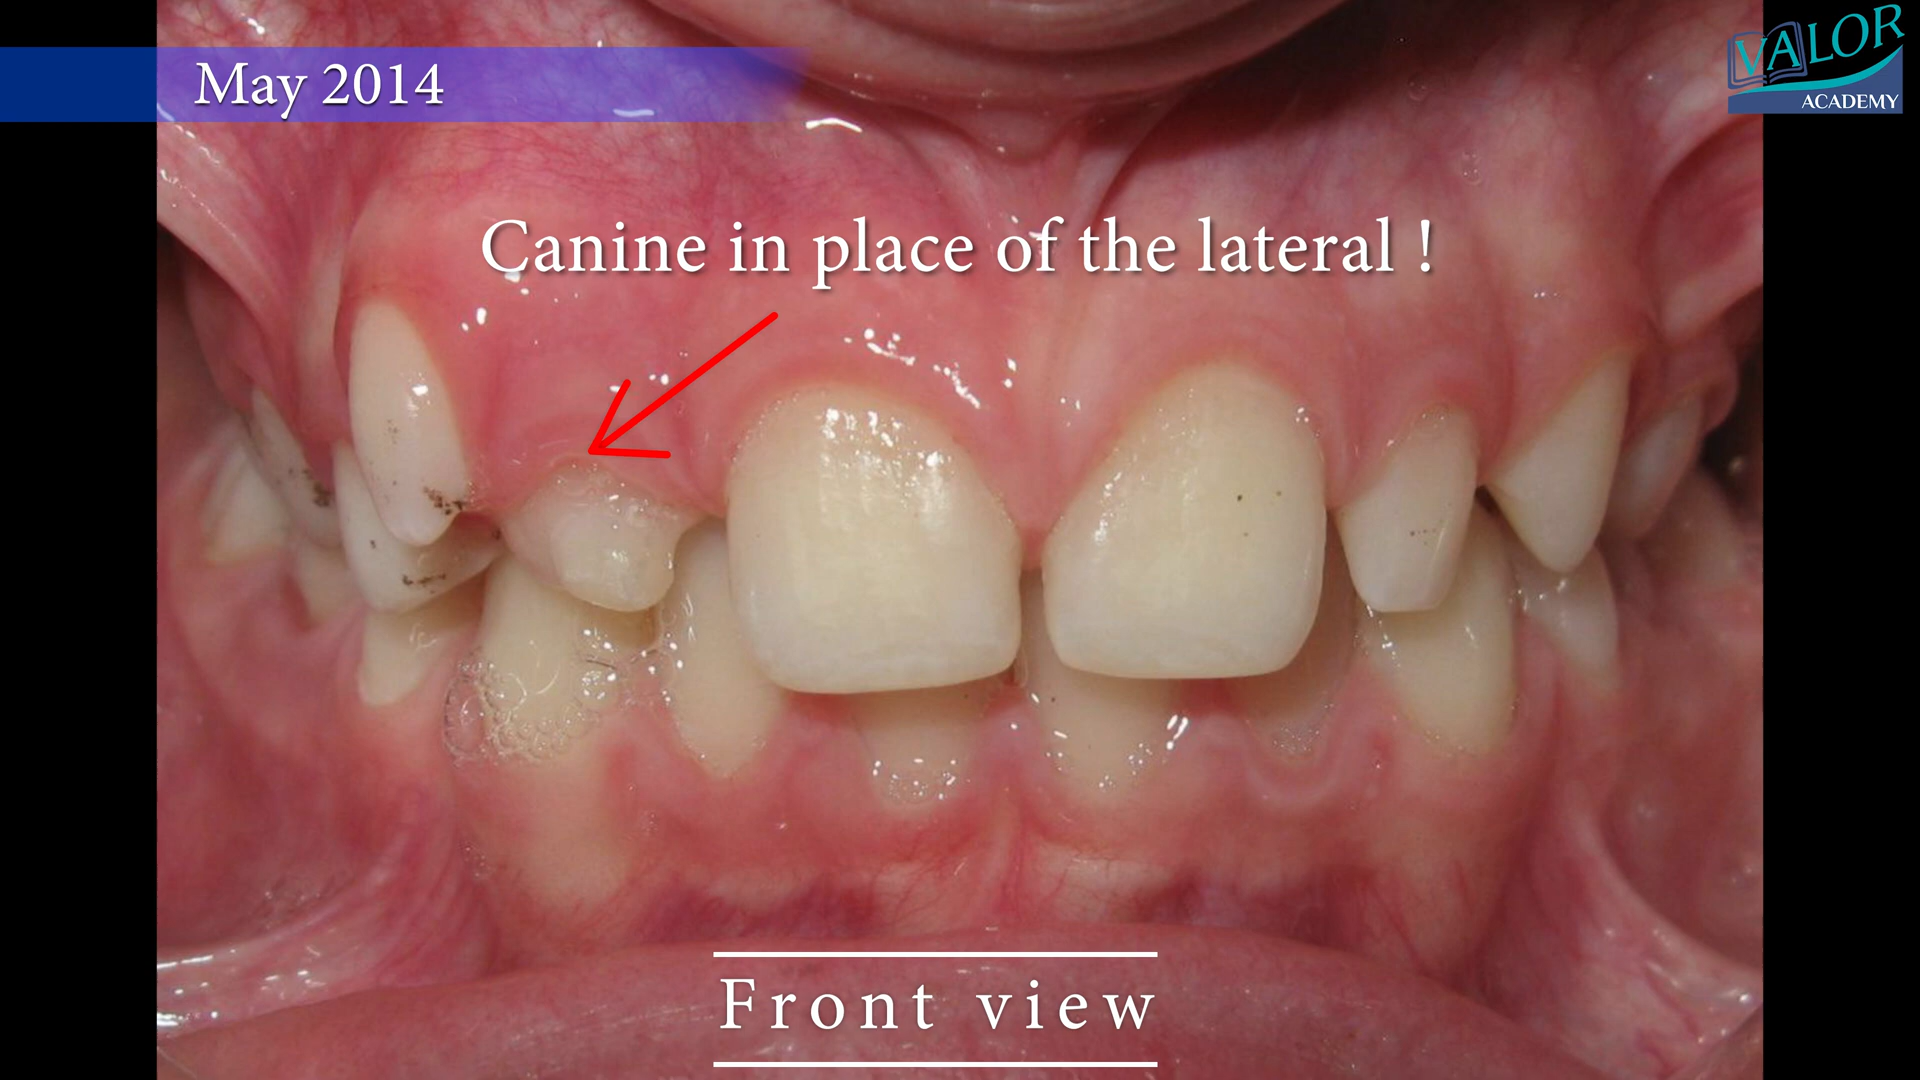 May 2014
VALOR
ACADEMY
Canine in place of the lateral !
Front view